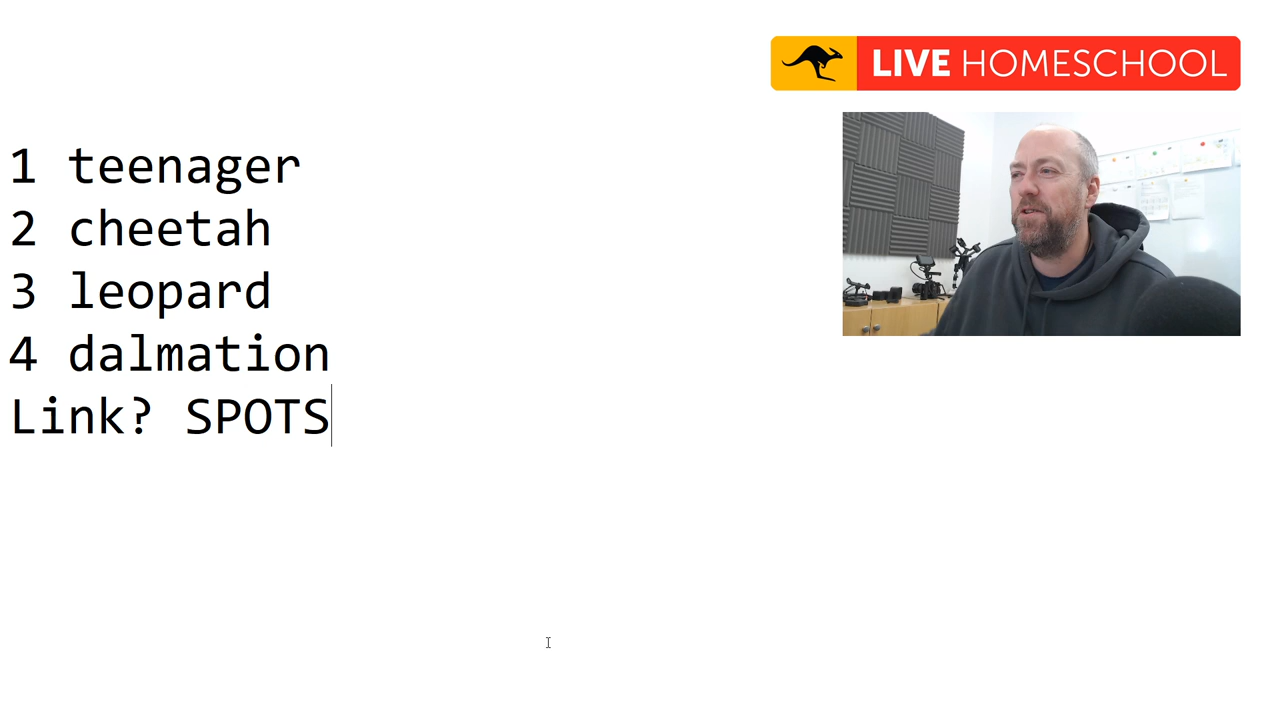 LIVE HOMESCHOOL
1 teenager
2 cheetah
3 leopard
4 dalmation
Link? SPOTS